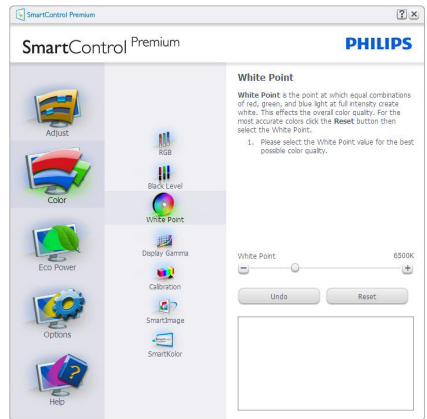 SmartControl Premium
SmartControl Premium
PHILIPS
Adjust
Color
Eco Power
Options
Help
RGB
Black Level
White Point
Display Gamma
Calibration
SmartImage
SmartKolor
White Point
White Point is the point at which equal combinations
of red, green, and blue light at full intensity create
white. This effects the overall color quality. For the
most accurate colors click the Reset button then
select the White Point.
1. Please select the White Point value for the best
possible color quality.
White Point 6500K
Undo Reset